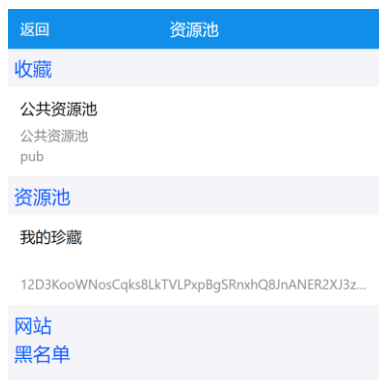 返回 资源池
收藏
公共资源池
公共资源池
pub
资源池
我的珍藏
12D3KooWNosCqks8LkTVLPxpBgSRnxhQ8JnANER2XJ3z...
网站
黑名单